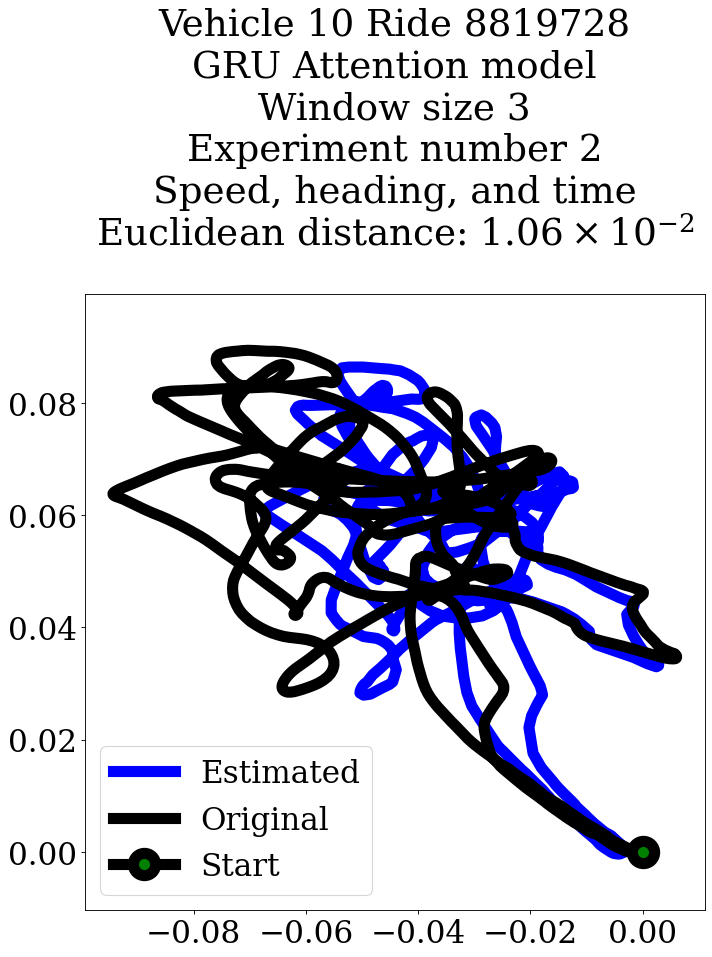 Vehicle 10 Ride 8819728
GRU Attention model
Window size 3
Experiment number 2
Speed, heading, and time
Euclidean distance: 1.06 × 10⁻²
0.08
0.06
0.04
0.02
0.00
Estimated
Original
Start
−0.08 −0.06 −0.04 −0.02 0.00